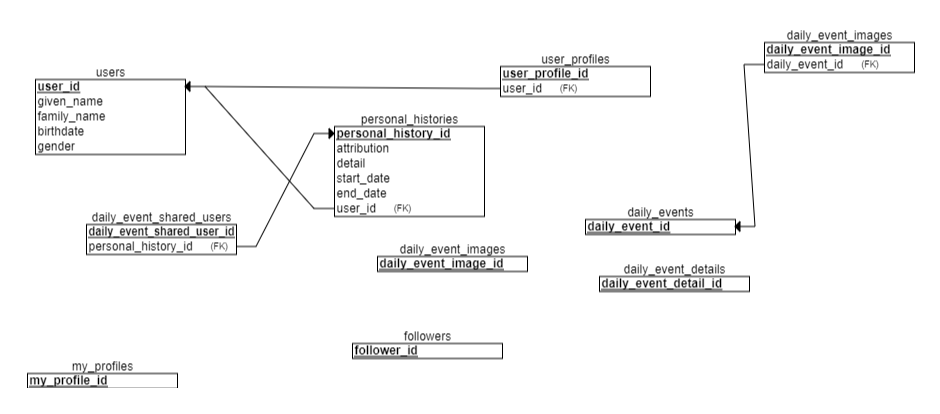 daily_event_images
daily_event_image_id
daily_event_id (FK)
user_profiles
user_profile_id
user_id (FK)
users
user_id
given_name
family_name
birthdate
gender
personal_histories
personal_history_id
attribution
detail
start_date
end_date
user_id (FK)
daily_event_shared_users
daily_event_shared_user_id
personal_history_id (FK)
daily_events
daily_event_id
daily_event_images
daily_event_image_id
daily_event_details
daily_event_detail_id
followers
follower_id
my_profiles
my_profile_id